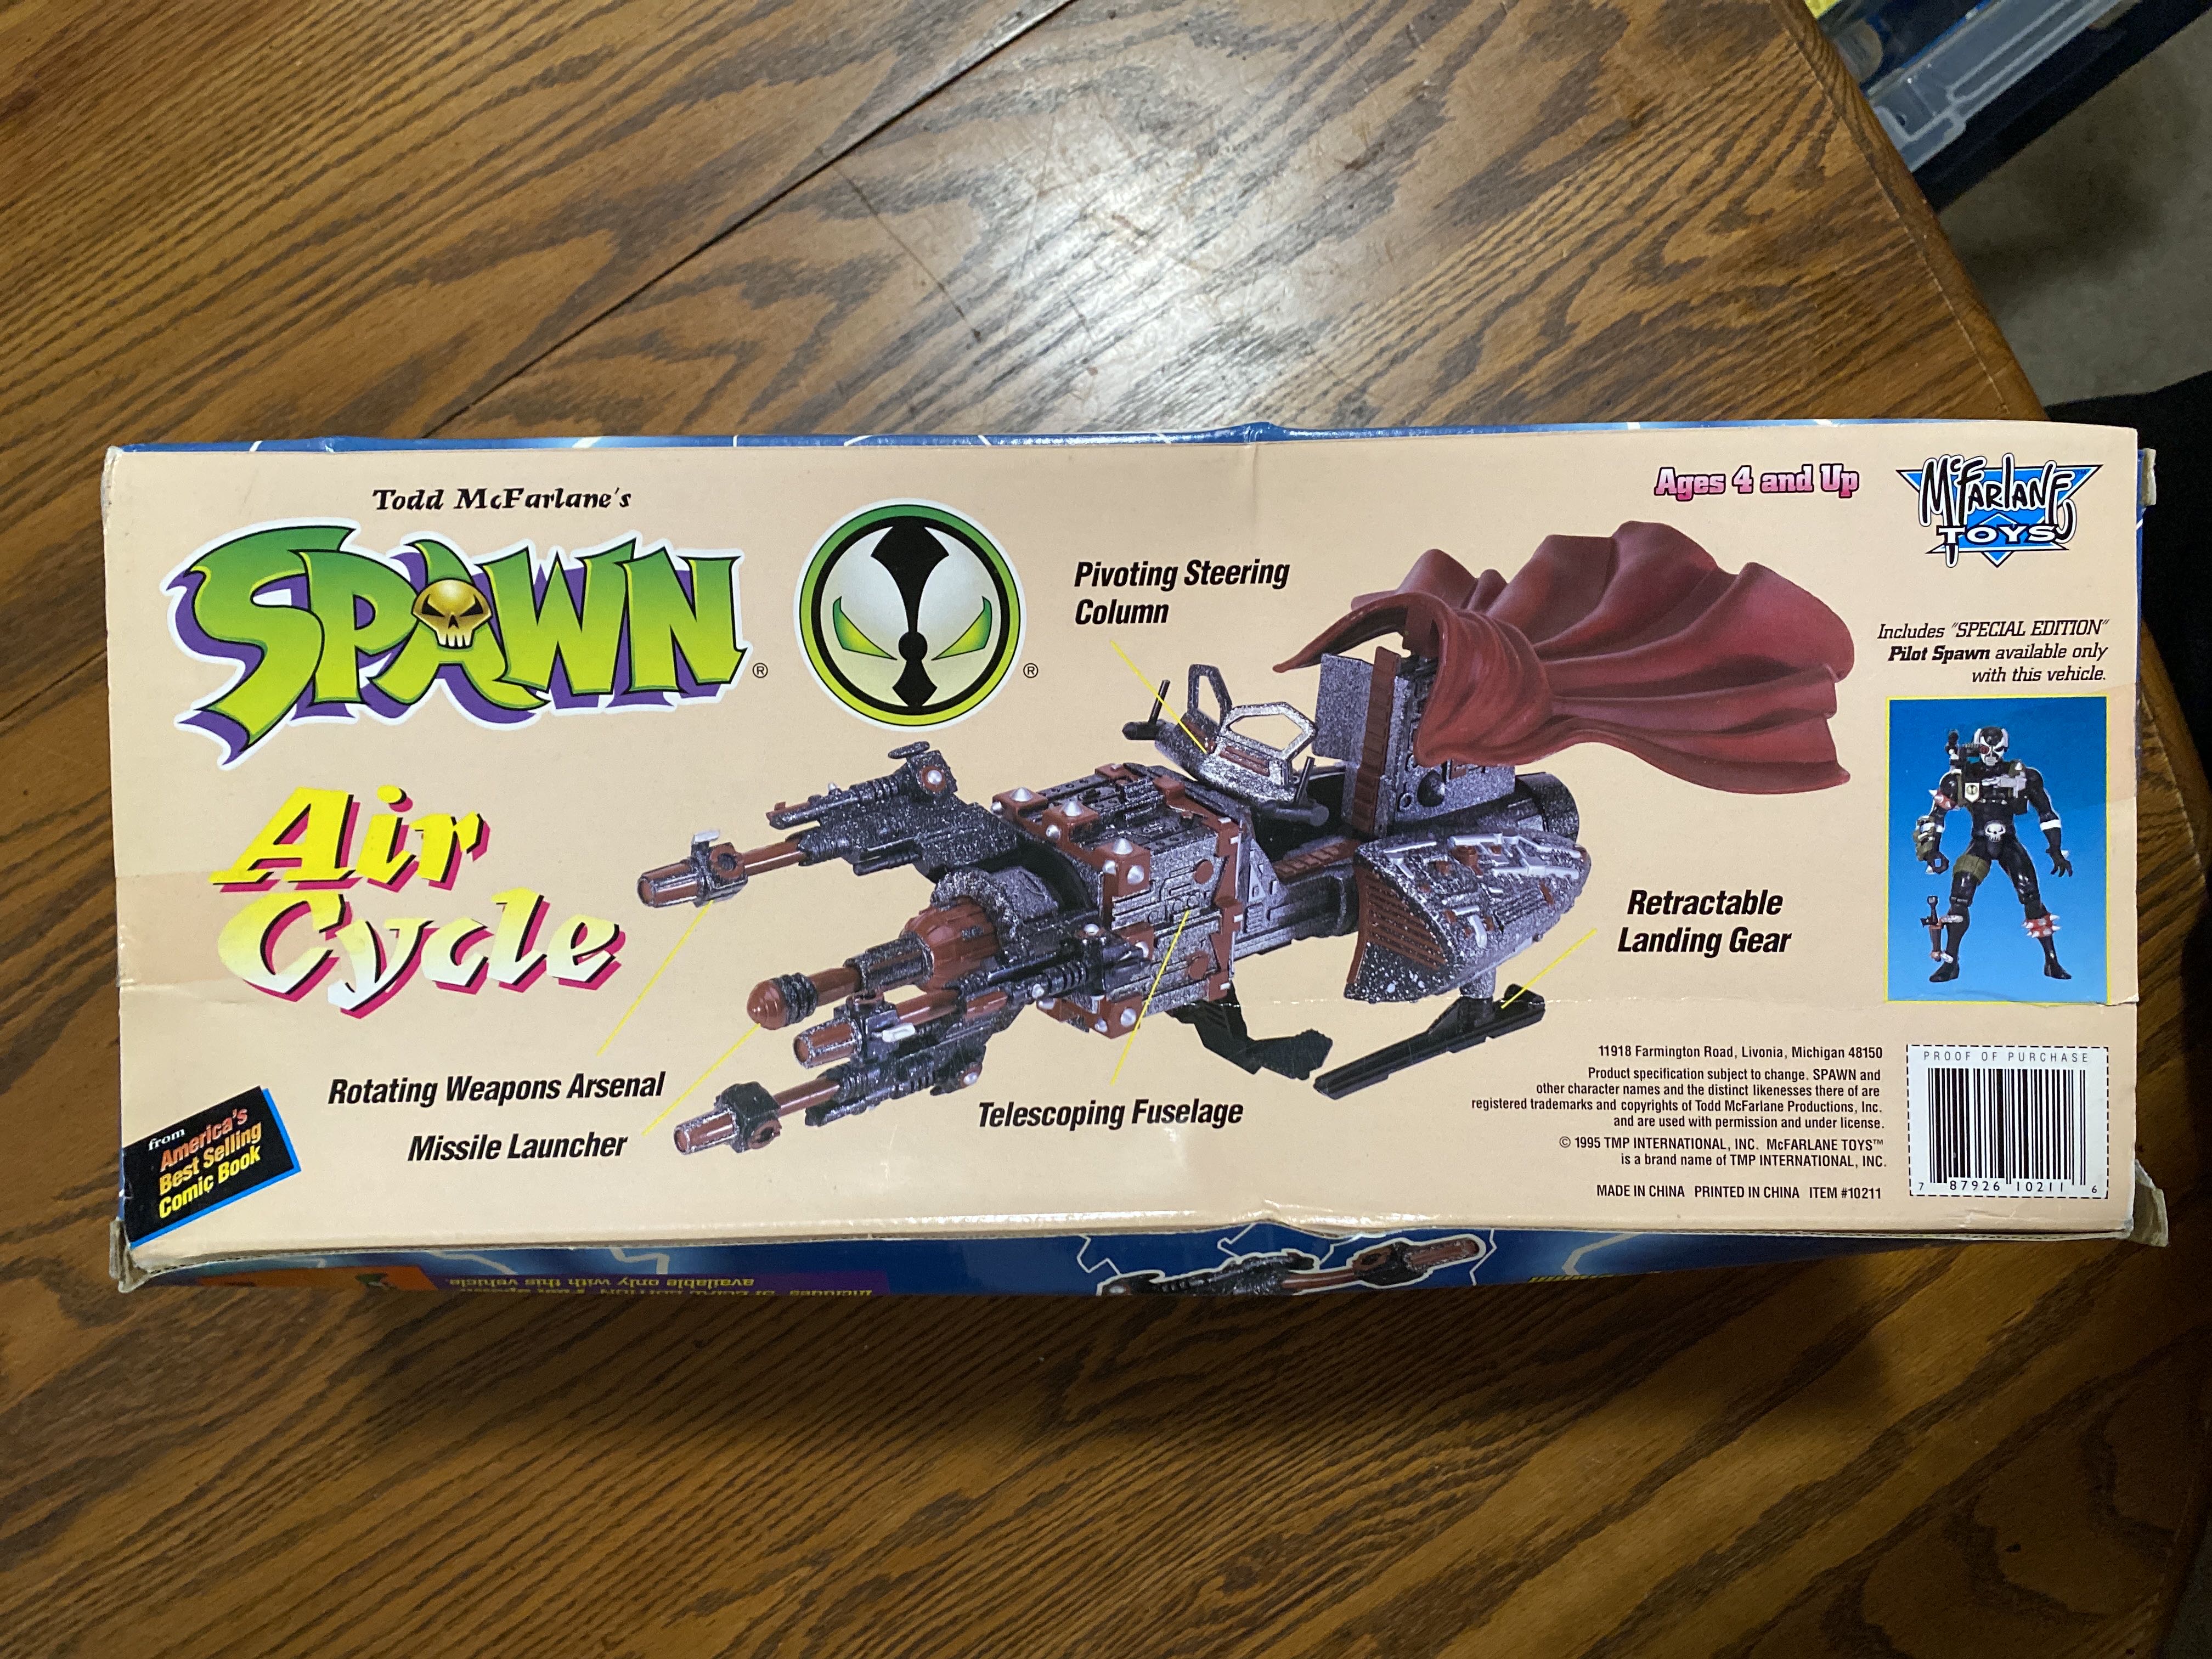 Todd McFarlane's
SPAWN®
®
Air
Cycle
Ages 4 and Up
McFARLANE
TOYS
Pivoting Steering
Column
Includes "SPECIAL EDITION"
Pilot Spawn available only
with this vehicle.
Retractable
Landing Gear
Rotating Weapons Arsenal
Missile Launcher
Telescoping Fuselage
from
America's
Best Selling
Comic Book
11918 Farmington Road, Livonia, Michigan 48150
Product specification subject to change. SPAWN and
other character names and the distinct likenesses there of are
registered trademarks and copyrights of Todd McFarlane Productions, Inc.
and are used with permission and under license.
© 1995 TMP INTERNATIONAL, INC. McFARLANE TOYS™
is a brand name of TMP INTERNATIONAL, INC.
MADE IN CHINA PRINTED IN CHINA ITEM #10211
PROOF OF PURCHASE
7 87926 10211 6
available only with this vehicle.